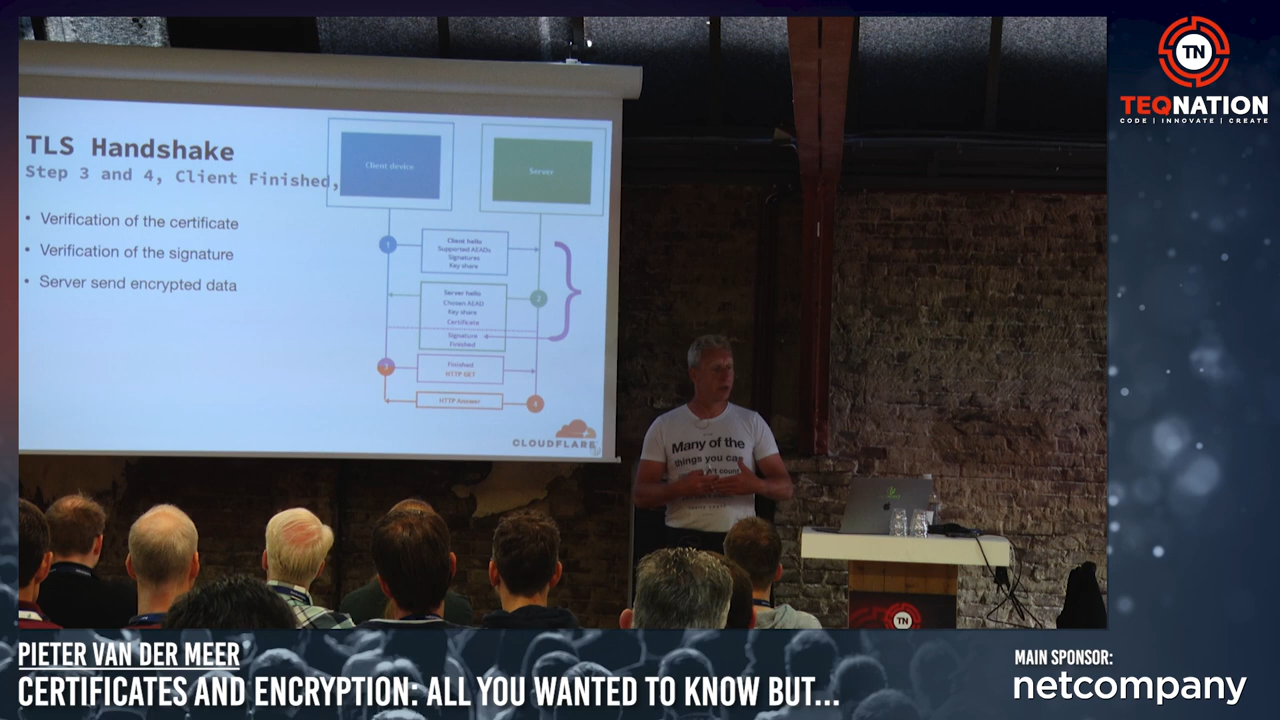 TLS Handshake
Step 3 and 4, Client Finished,
• Verification of the certificate
• Verification of the signature
• Server send encrypted data
Client device
Server
1
Client hello
Supported AEADs
Signatures
Key share
2
Server hello
Chosen AEAD
Key share
Certificate
Signature
Finished
3
Finished
HTTP GET
HTTP Answer
4
CLOUDFLARE
Many of the
things you can
count
TN
TEQNATION
CODE | INNOVATE | CREATE
TN
PIETER VAN DER MEER
CERTIFICATES AND ENCRYPTION: ALL YOU WANTED TO KNOW BUT...
MAIN SPONSOR:
netcompany